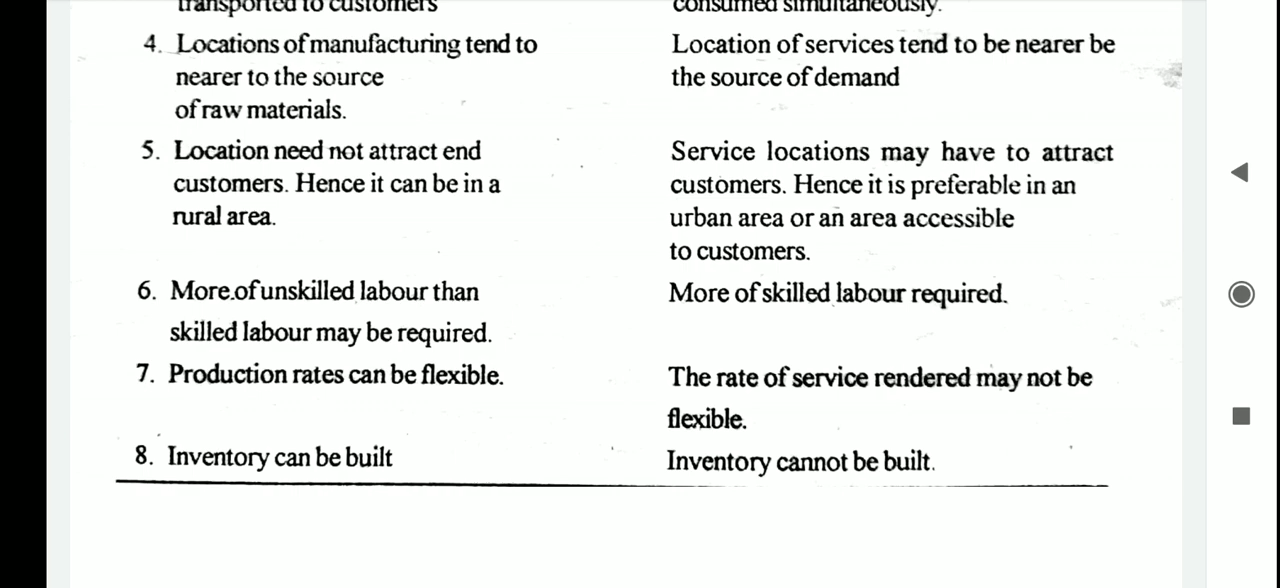 transported to customers
consumed simultaneously.
4. Locations of manufacturing tend to
nearer to the source
of raw materials.
Location of services tend to be nearer be
the source of demand
5. Location need not attract end
customers. Hence it can be in a
rural area.
Service locations may have to attract
customers. Hence it is preferable in an
urban area or an area accessible
to customers.
6. More.of unskilled labour than
skilled labour may be required.
More of skilled labour required.
7. Production rates can be flexible.
The rate of service rendered may not be
flexible.
8. Inventory can be built
Inventory cannot be built.